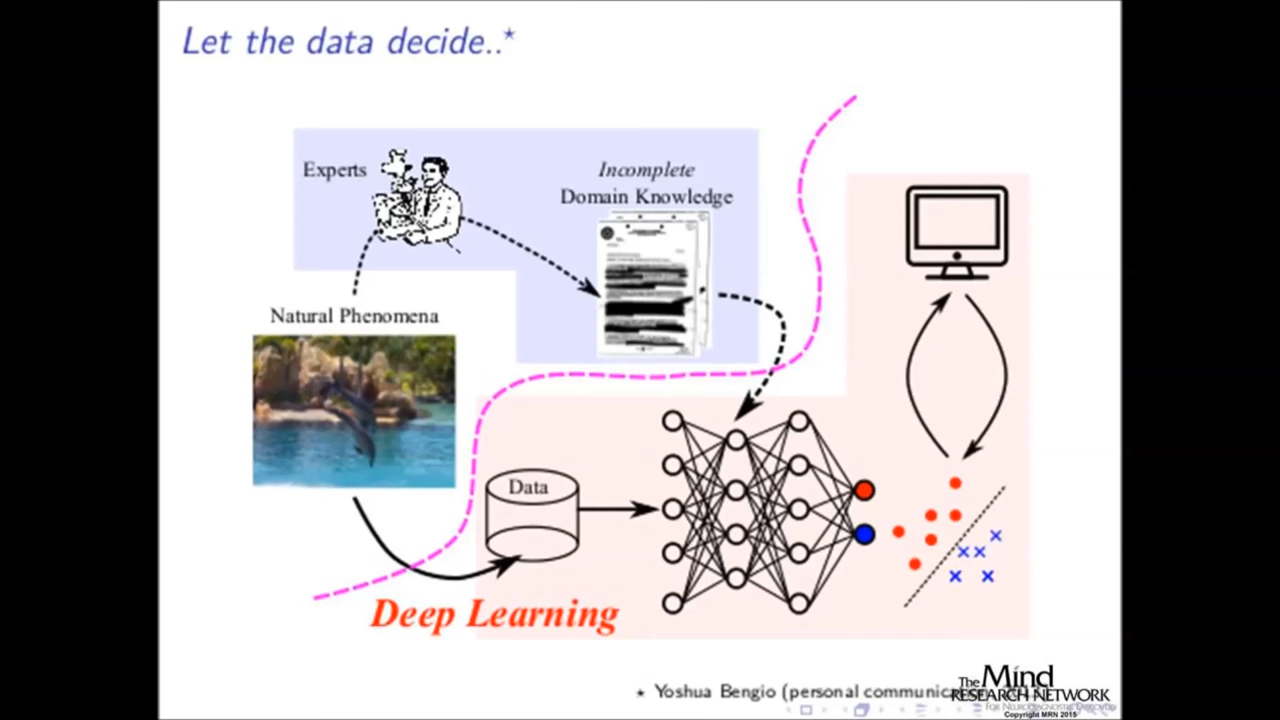 Let the data decide..*
Experts
Incomplete
Domain Knowledge
Natural Phenomena
Data
Deep Learning
* Yoshua Bengio (personal
The Mind
RESEARCH NETWORK
Copyright MRN 2015